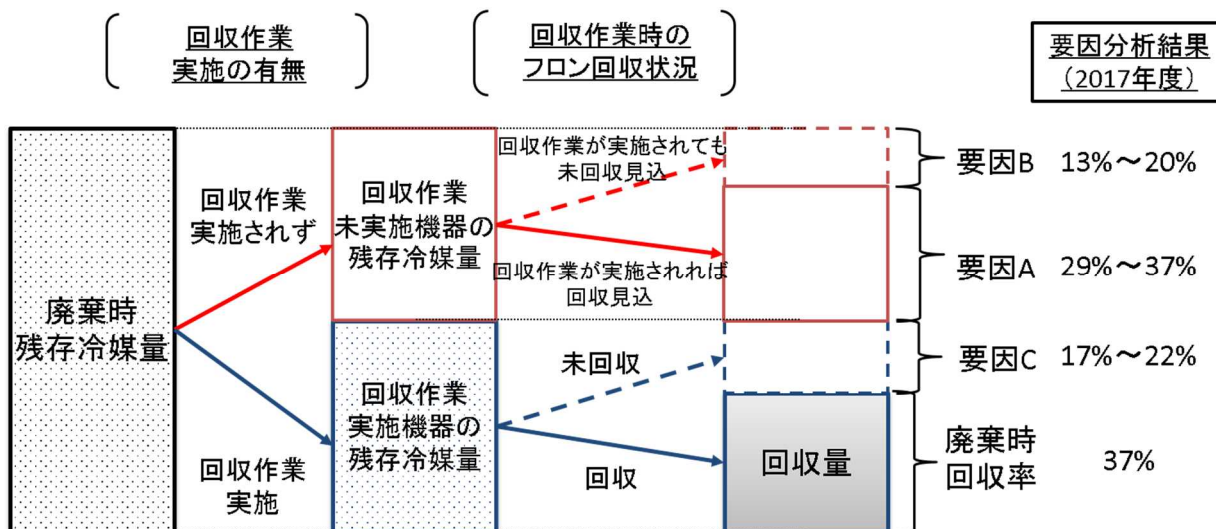 回収作業
実施の有無
回収作業時の
フロン回収状況
要因分析結果
（2017年度）
廃棄時
残存冷媒量
回収作業
実施されず
回収作業
実施
回収作業
未実施機器の
残存冷媒量
回収作業
実施機器の
残存冷媒量
回収作業が実施されても
未回収見込
回収作業が実施されれば
回収見込
未回収
回収
回収量
要因B 13%～20%
要因A 29%～37%
要因C 17%～22%
廃棄時
回収率
37%